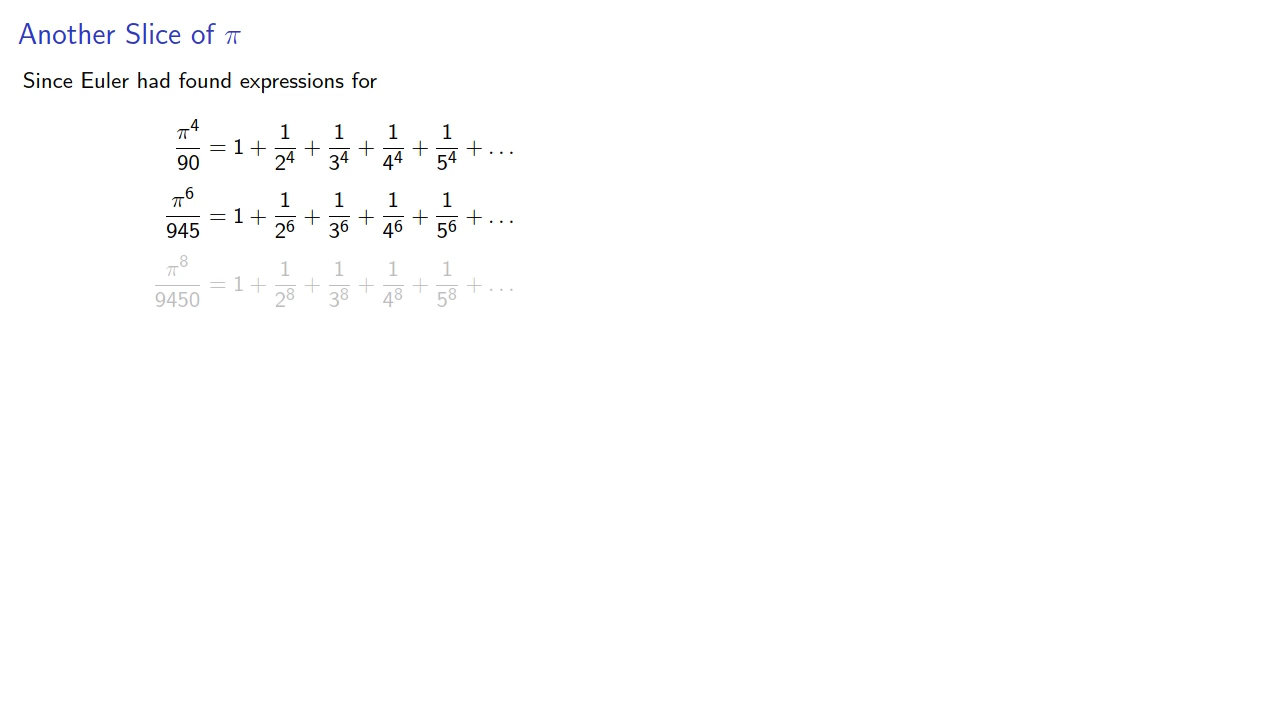 Another Slice of π
Since Euler had found expressions for
π⁴/90 = 1 + 1/2⁴ + 1/3⁴ + 1/4⁴ + 1/5⁴ + ...
π⁶/945 = 1 + 1/2⁶ + 1/3⁶ + 1/4⁶ + 1/5⁶ + ...
π⁸/9450 = 1 + 1/2⁸ + 1/3⁸ + 1/4⁸ + 1/5⁸ + ...